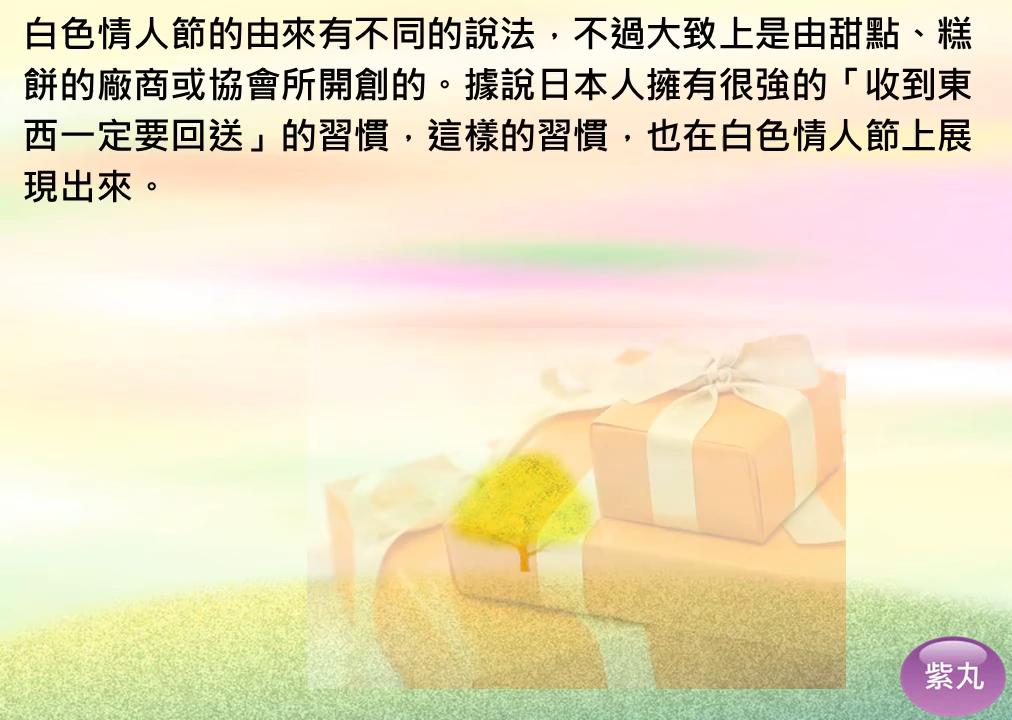 白色情人節的由來有不同的說法，不過大致上是由甜點、糕
餅的廠商或協會所開創的。據說日本人擁有很強的「收到東
西一定要回送」的習慣，這樣的習慣，也在白色情人節上展
現出來。
紫丸